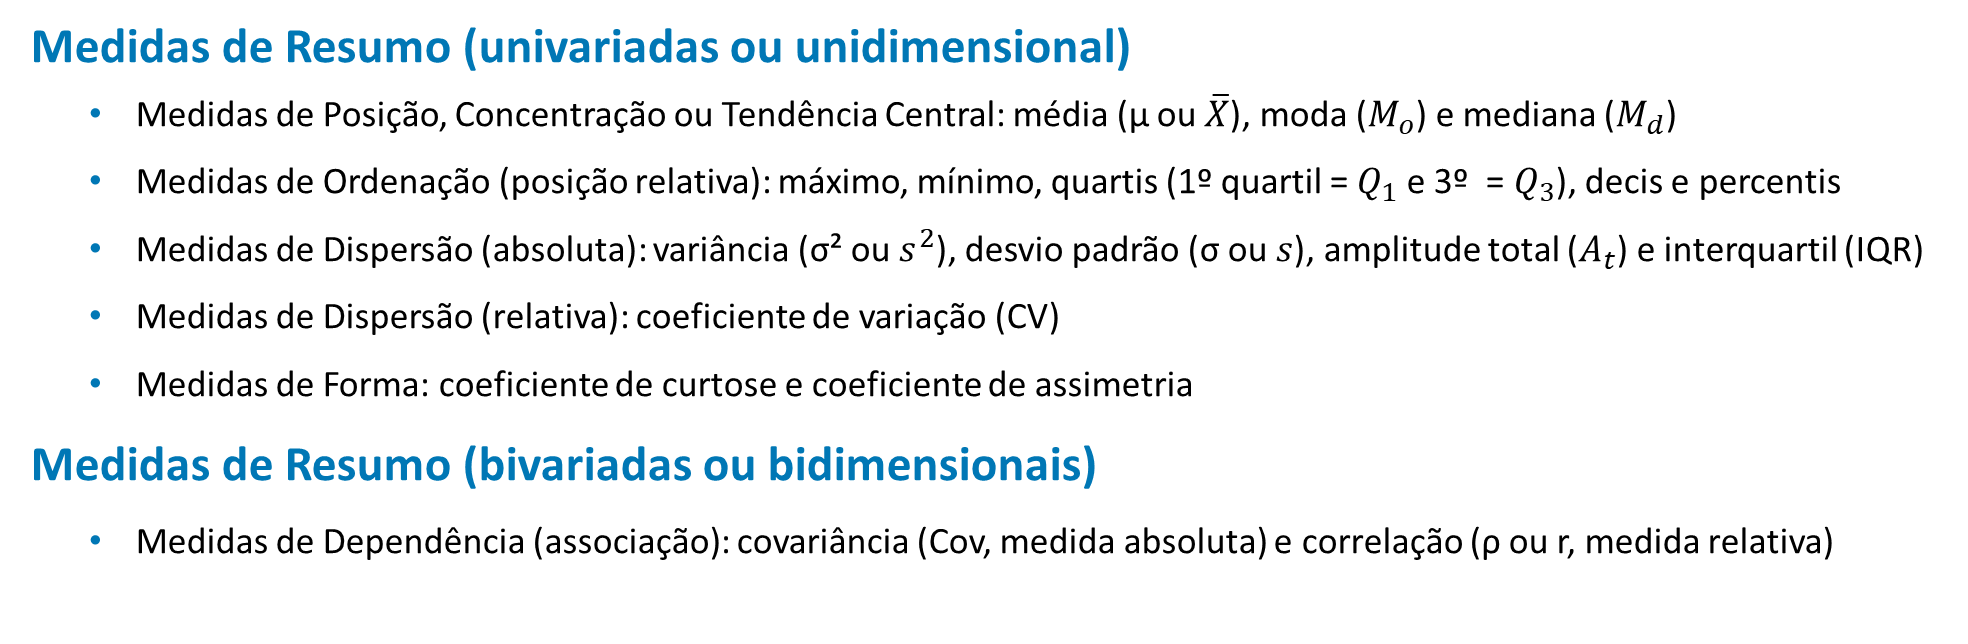 Medidas de Resumo (univariadas ou unidimensional)
• Medidas de Posição, Concentração ou Tendência Central: média (μ ou X̄), moda (Mₒ) e mediana (M_d)
• Medidas de Ordenação (posição relativa): máximo, mínimo, quartis (1º quartil = Q₁ e 3º = Q₃), decis e percentis
• Medidas de Dispersão (absoluta): variância (σ² ou s²), desvio padrão (σ ou s), amplitude total (Aₜ) e interquartil (IQR)
• Medidas de Dispersão (relativa): coeficiente de variação (CV)
• Medidas de Forma: coeficiente de curtose e coeficiente de assimetria
Medidas de Resumo (bivariadas ou bidimensionais)
• Medidas de Dependência (associação): covariância (Cov, medida absoluta) e correlação (ρ ou r, medida relativa)